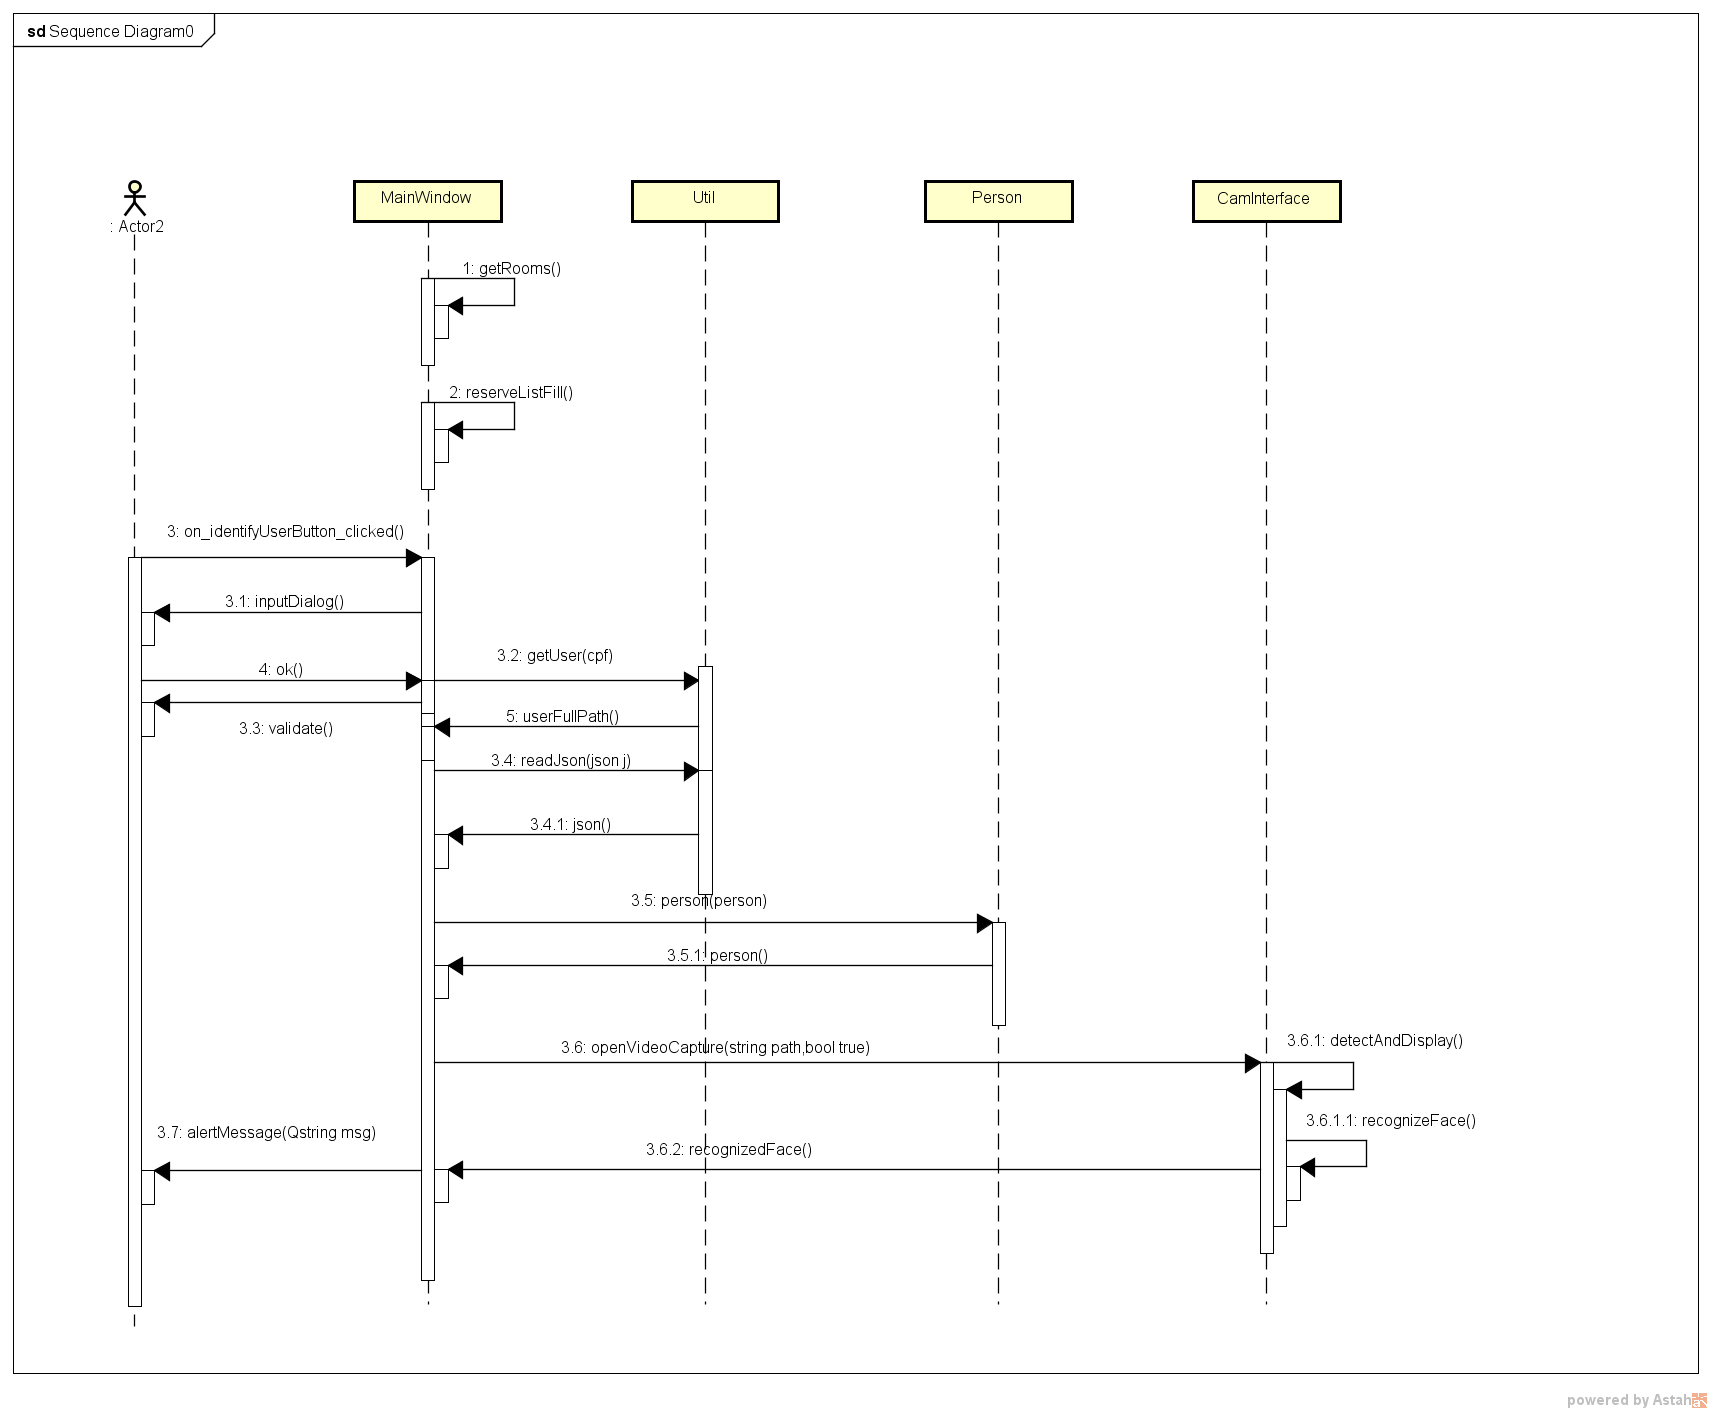 sd Sequence Diagram0
: Actor2
MainWindow
Util
Person
CamInterface
1: getRooms()
2: reserveListFill()
3: on_identifyUserButton_clicked()
3.1: inputDialog()
3.2: getUser(cpf)
4: ok()
5: userFullPath()
3.3: validate()
3.4: readJson(json j)
3.4.1: json()
3.5: person(person)
3.5.1: person()
3.6: openVideoCapture(string path,bool true)
3.6.1: detectAndDisplay()
3.6.1.1: recognizeFace()
3.7: alertMessage(Qstring msg)
3.6.2: recognizedFace()
powered by Astah